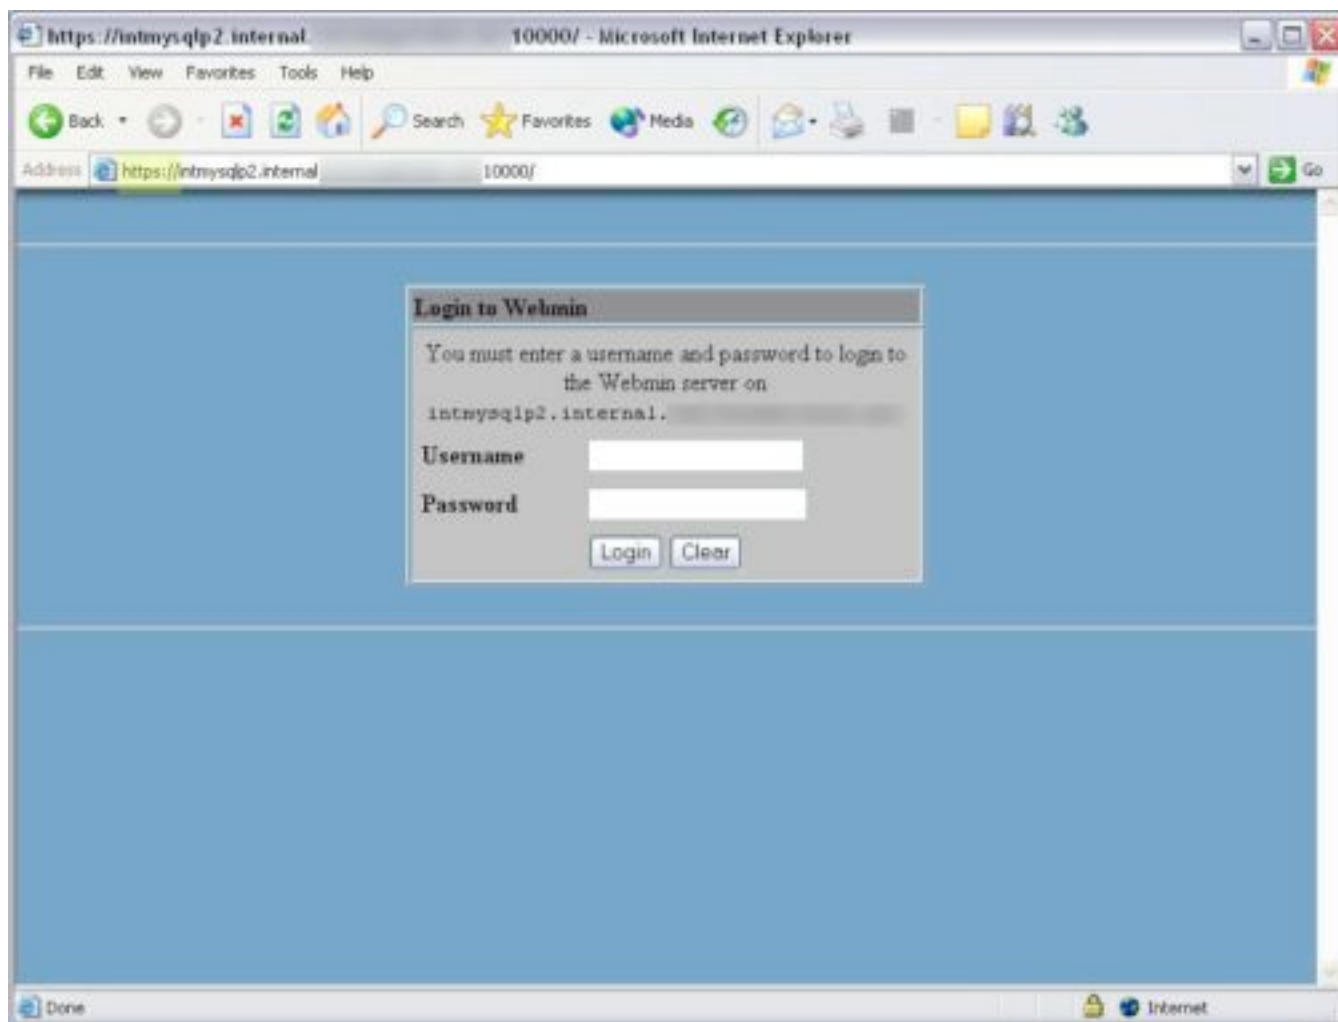 https://intmysqlp2.internal. 10000/ - Microsoft Internet Explorer
File Edit View Favorites Tools Help
Back Search Favorites Media
Address https://intmysqlp2.internal 10000/ Go
Login to Webmin
You must enter a username and password to login to
the Webmin server on
intmysqlp2.internal.
Username
Password
Login Clear
Done Internet